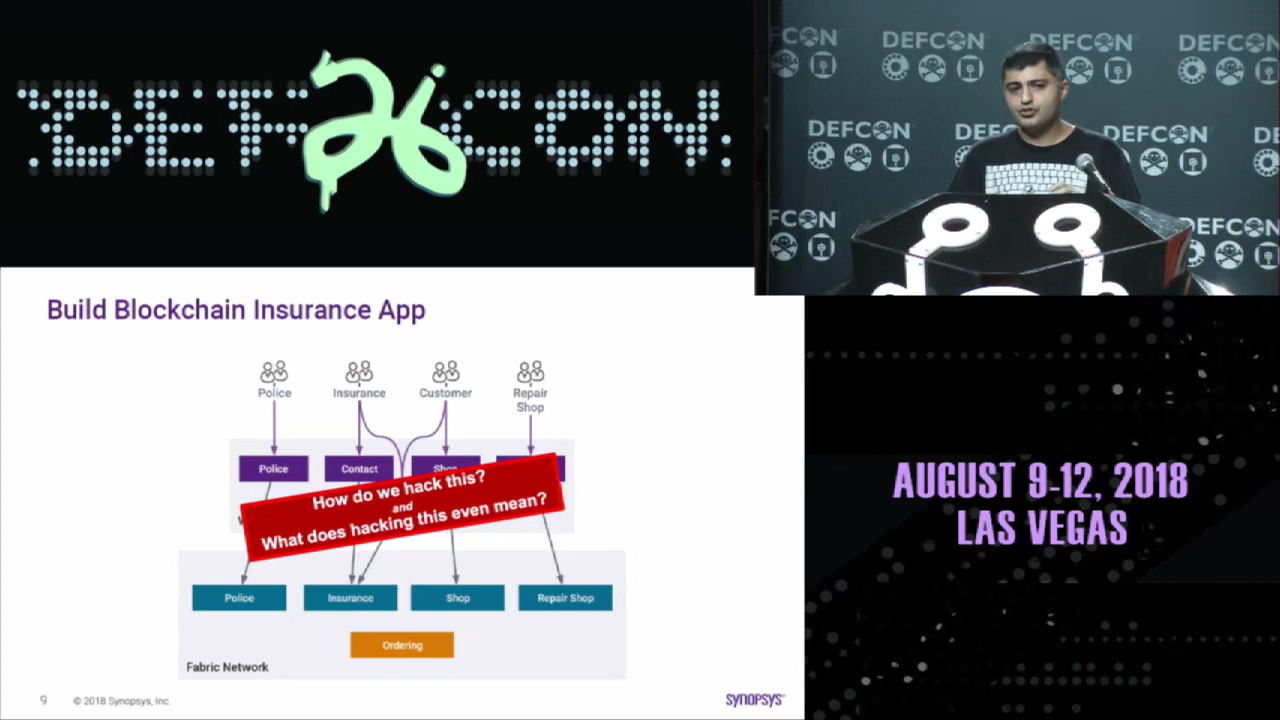 DEF CON
26
DEFCON DEFCON DEFCON
DEFCON DEFCON DEFCON
DEFCON
Build Blockchain Insurance App
Police
Insurance
Customer
Repair
Shop
Police
Contact
Shop
How do we hack this?
and
What does hacking this even mean?
Police
Insurance
Shop
Repair Shop
Ordering
Fabric Network
9
© 2018 Synopsys, Inc.
SYNOPSYS®
AUGUST 9-12, 2018
LAS VEGAS